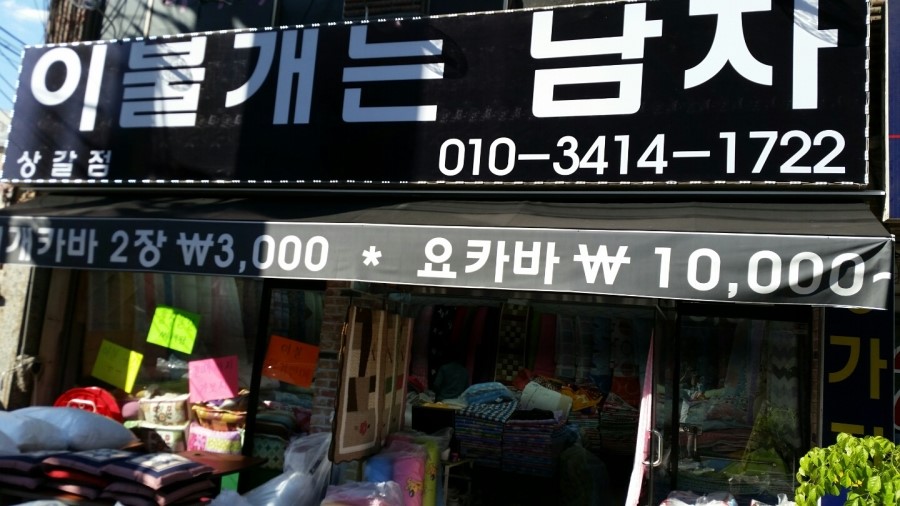 이불개는 남자
상갈점
010-3414-1722
개카바 2장 ₩3,000 * 요카바 ₩10,000~
가